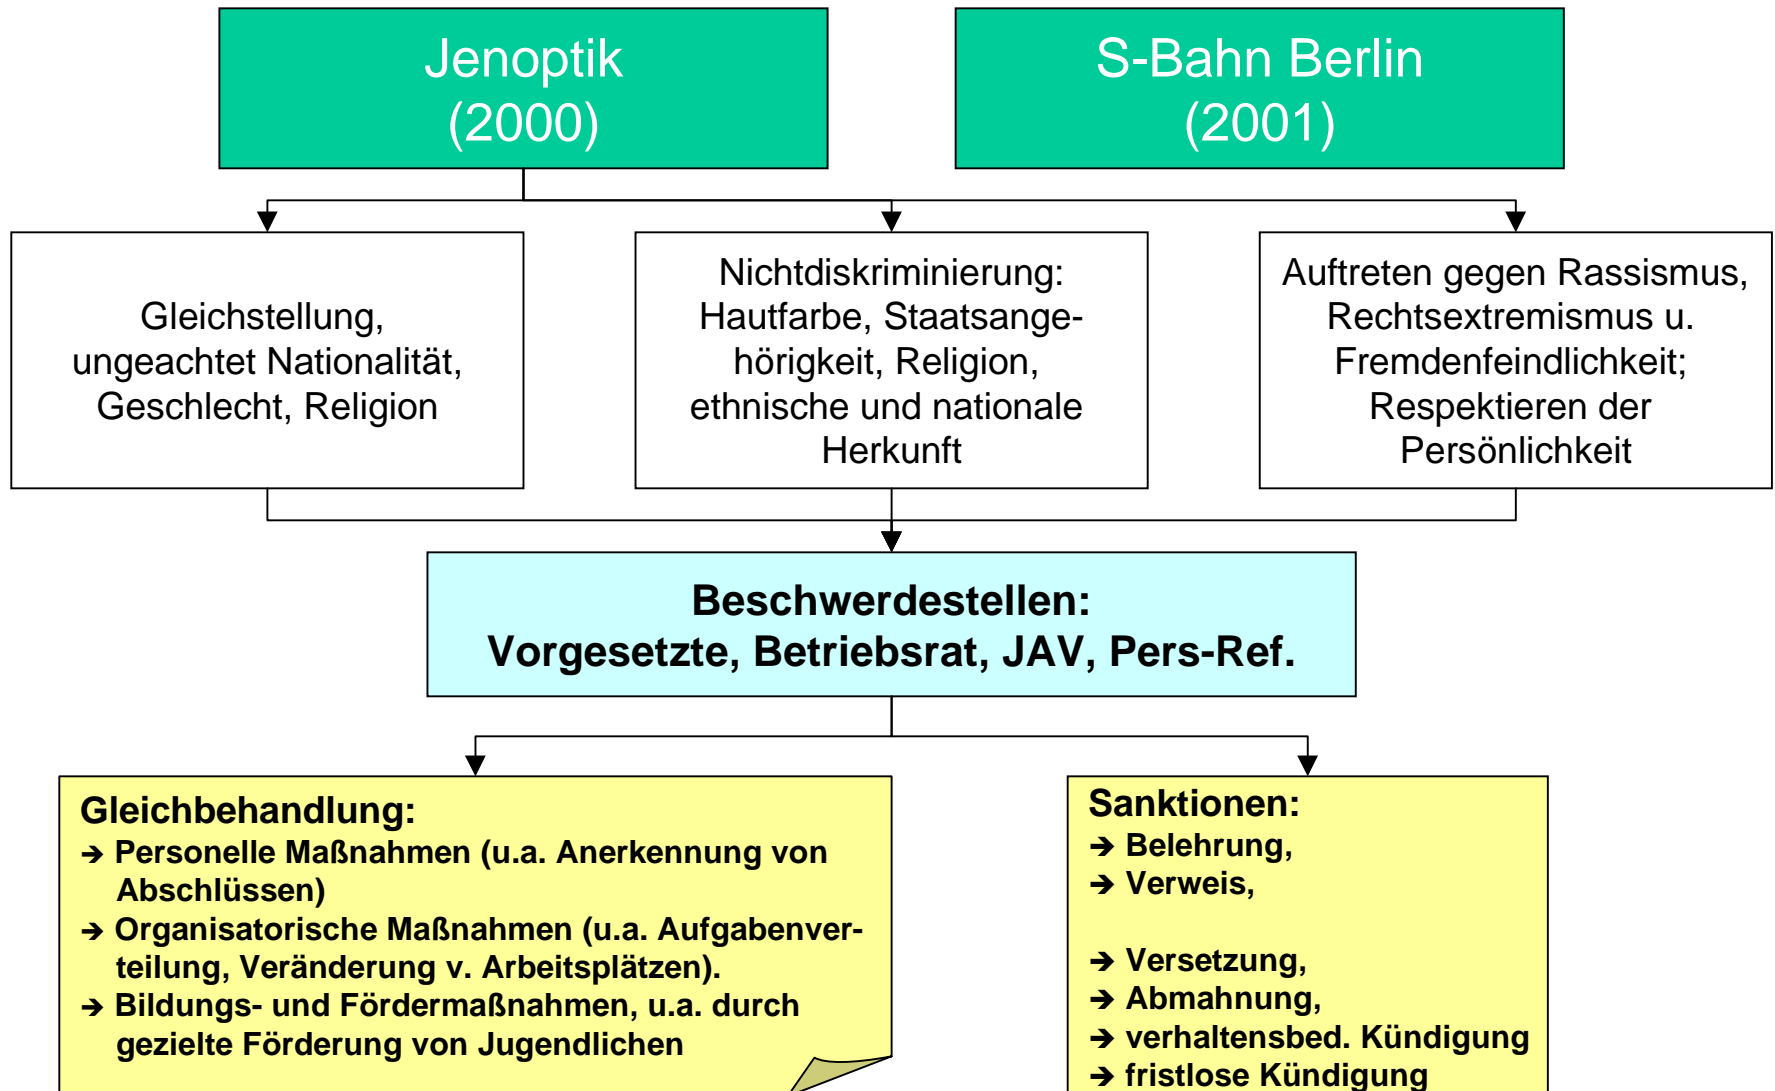 Jenoptik
(2000)
S-Bahn Berlin
(2001)
Gleichstellung,
ungeachtet Nationalität,
Geschlecht, Religion
Nichtdiskriminierung:
Hautfarbe, Staatsange-
hörigkeit, Religion,
ethnische und nationale
Herkunft
Auftreten gegen Rassismus,
Rechtsextremismus u.
Fremdenfeindlichkeit;
Respektieren der
Persönlichkeit
Beschwerdestellen:
Vorgesetzte, Betriebsrat, JAV, Pers-Ref.
Gleichbehandlung:
➔ Personelle Maßnahmen (u.a. Anerkennung von
Abschlüssen)
➔ Organisatorische Maßnahmen (u.a. Aufgabenver-
teilung, Veränderung v. Arbeitsplätzen).
➔ Bildungs- und Fördermaßnahmen, u.a. durch
gezielte Förderung von Jugendlichen
Sanktionen:
➔ Belehrung,
➔ Verweis,
➔ Versetzung,
➔ Abmahnung,
➔ verhaltensbed. Kündigung
➔ fristlose Kündigung